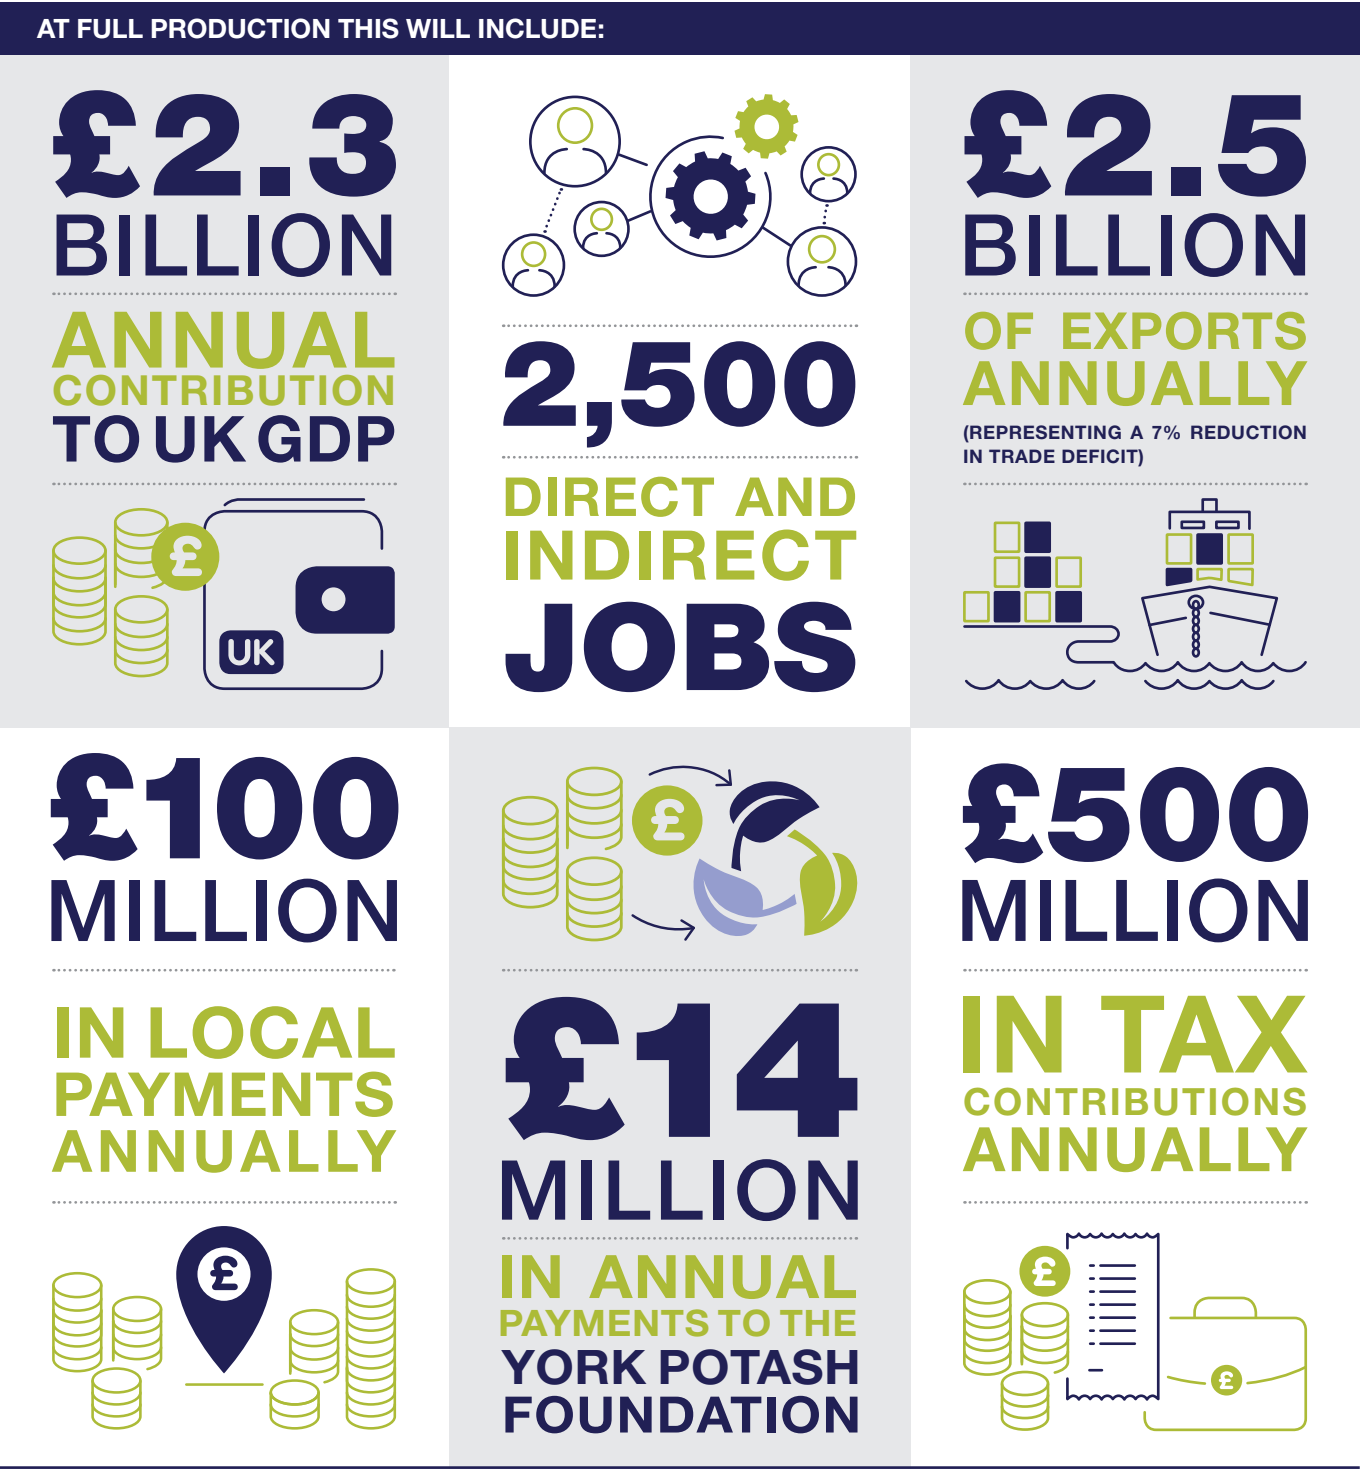 AT FULL PRODUCTION THIS WILL INCLUDE:
£2.3
BILLION
ANNUAL
CONTRIBUTION
TO UK GDP
£
UK
2,500
DIRECT AND
INDIRECT
JOBS
£2.5
BILLION
OF EXPORTS
ANNUALLY
(REPRESENTING A 7% REDUCTION
IN TRADE DEFICIT)
£100
MILLION
IN LOCAL
PAYMENTS
ANNUALLY
£
£
£14
MILLION
IN ANNUAL
PAYMENTS TO THE
YORK POTASH
FOUNDATION
£500
MILLION
IN TAX
CONTRIBUTIONS
ANNUALLY
£
£